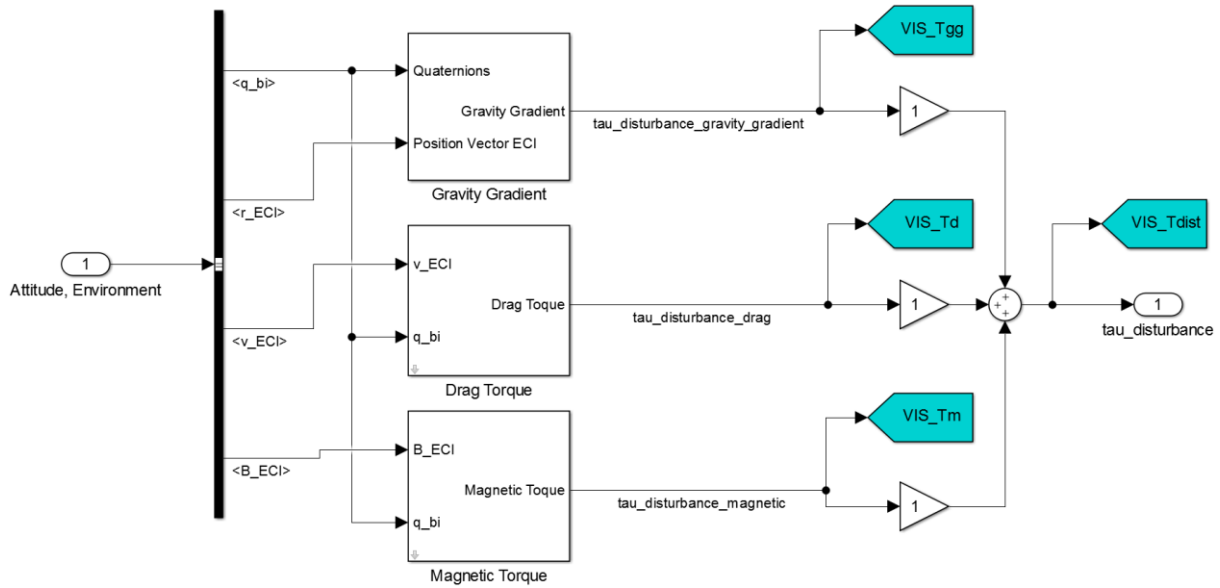 VIS_Tgg
<q_bi>
Quaternions
Gravity Gradient
1
tau_disturbance_gravity_gradient
Position Vector ECI
Gravity Gradient
<r_ECI>
VIS_Td
VIS_Tdist
1
Attitude, Environment
v_ECI
Drag Toque
1
+
+
+
1
tau_disturbance_drag
tau_disturbance
<v_ECI>
q_bi
Drag Torque
VIS_Tm
<B_ECI>
B_ECI
Magnetic Toque
tau_disturbance_magnetic
1
q_bi
Magnetic Torque